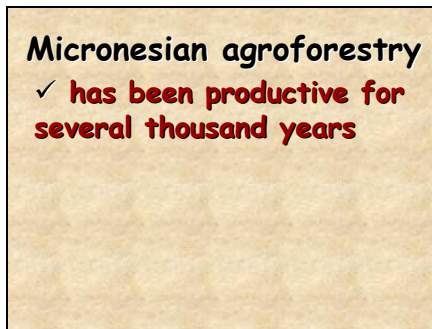 Micronesian agroforestry
✓ has been productive for
several thousand years